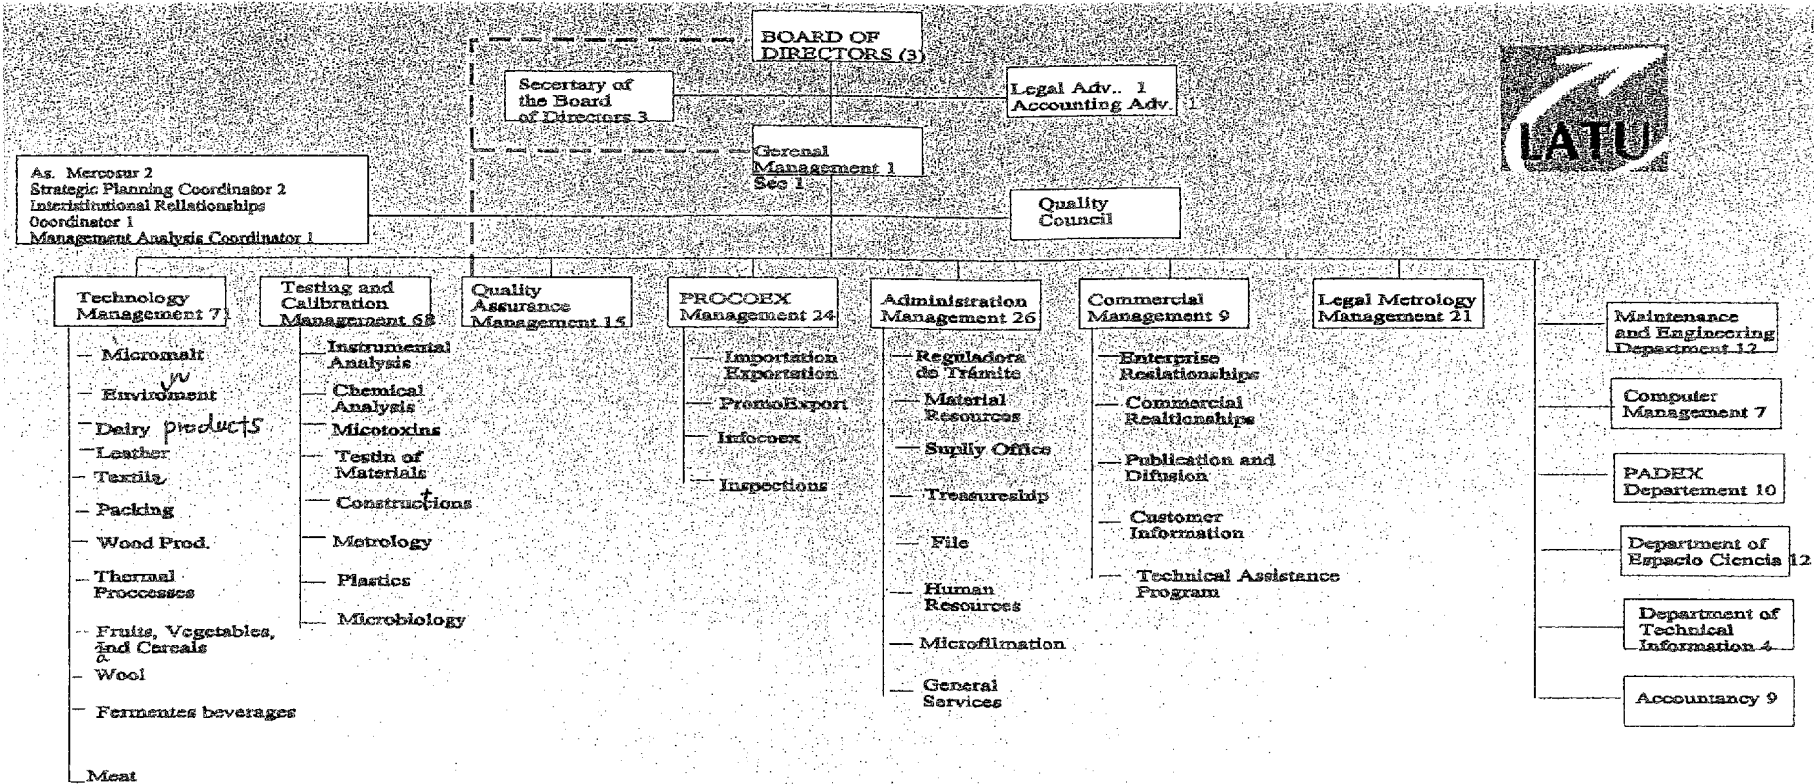 BOARD OF
DIRECTORS (3)
Secertary of
the Board
of Directors 3
Legal Adv.. 1
Accounting Adv. 1
LATU
Gerenal
Management 1
Sec 1
As. Mercosur 2
Strategic Planning Coordinator 2
Interistitutional Rellationships
Coordinator 1
Management Analysis Coordinator 1
Quality
Council
Technology
Management 71
Micromalt
Enviroment
Dairy products
Leather
Textile
Packing
Wood Prod.
Thermal
Proccesses
Fruits, Vegetables,
and Cereals
Wool
Fermentes beverages
Meat
Testing and
Calibration
Management 68
Instrumental
Analysis
Chemical
Analysis
Micotoxins
Testin of
Materials
Constructions
Metrology
Plastics
Microbiology
Quality
Assurance
Management 15
PROCOEX
Management 24
Importation
Exportation
PromoExport
Infocoex
Inspections
Administration
Management 26
Reguladora
de Trámite
Material
Resources
Suplly Office
Treasureship
File
Human
Resources
Microfilmation
General
Services
Commercial
Management 9
Enterprise
Reslationships
Commercial
Realtionships
Publication and
Difusion
Customer
Information
Technical Assistance
Program
Legal Metrology
Management 21
Maintenance
and Engineering
Department 12
Computer
Management 7
PADEX
Departement 10
Department of
Espacio Ciencia 12
Department of
Technical
Information 4
Accountancy 9